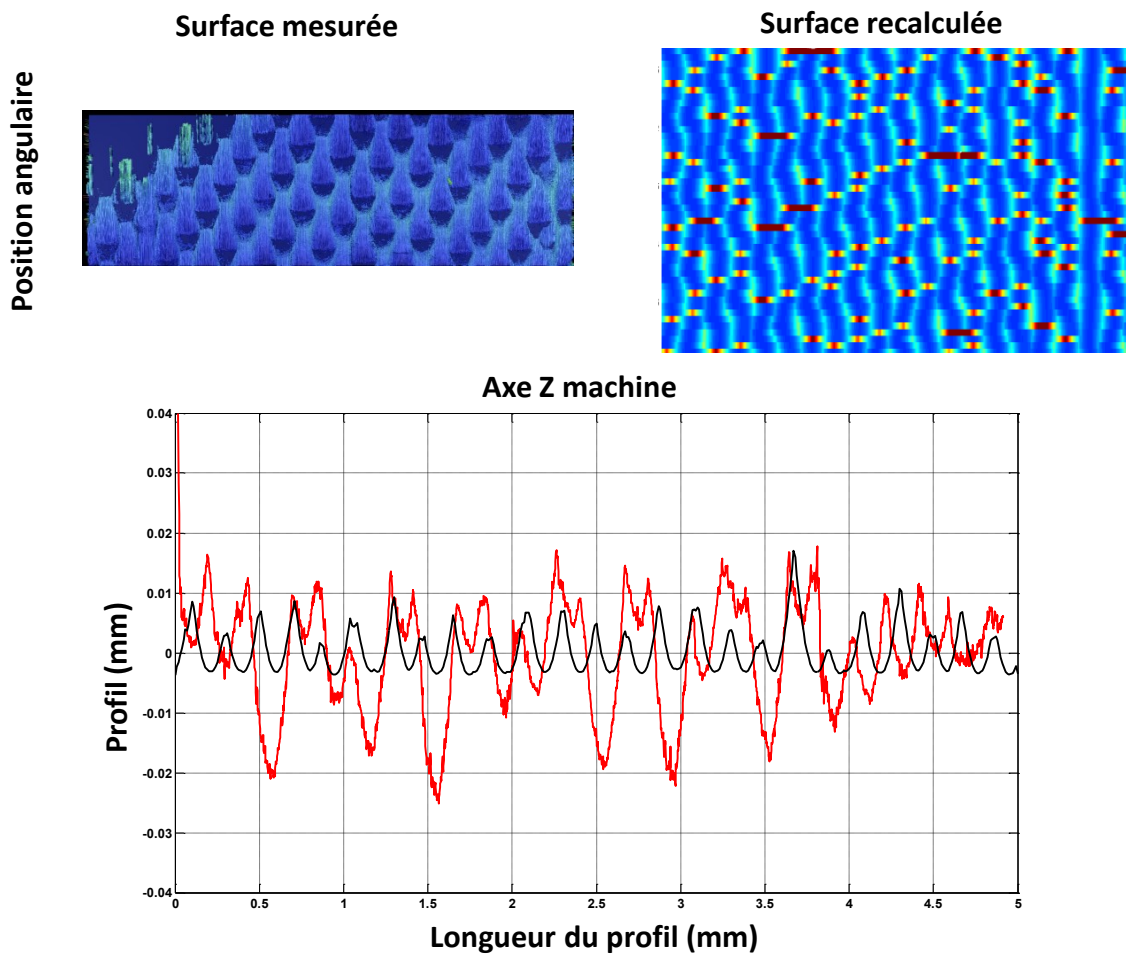 Surface mesurée
Surface recalculée
Position angulaire
Axe Z machine
0.04
0.03
0.02
0.01
0
-0.01
-0.02
-0.03
-0.04
Profil (mm)
0 0.5 1 1.5 2 2.5 3 3.5 4 4.5 5
Longueur du profil (mm)